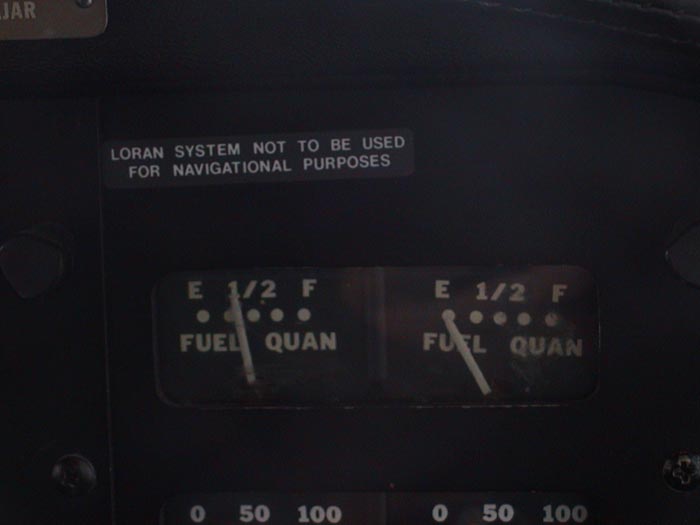 JAR
LORAN SYSTEM NOT TO BE USED
FOR NAVIGATIONAL PURPOSES
E 1/2 F
FUEL QUAN
E 1/2 F
FUEL QUAN
0 50 100
0 50 100